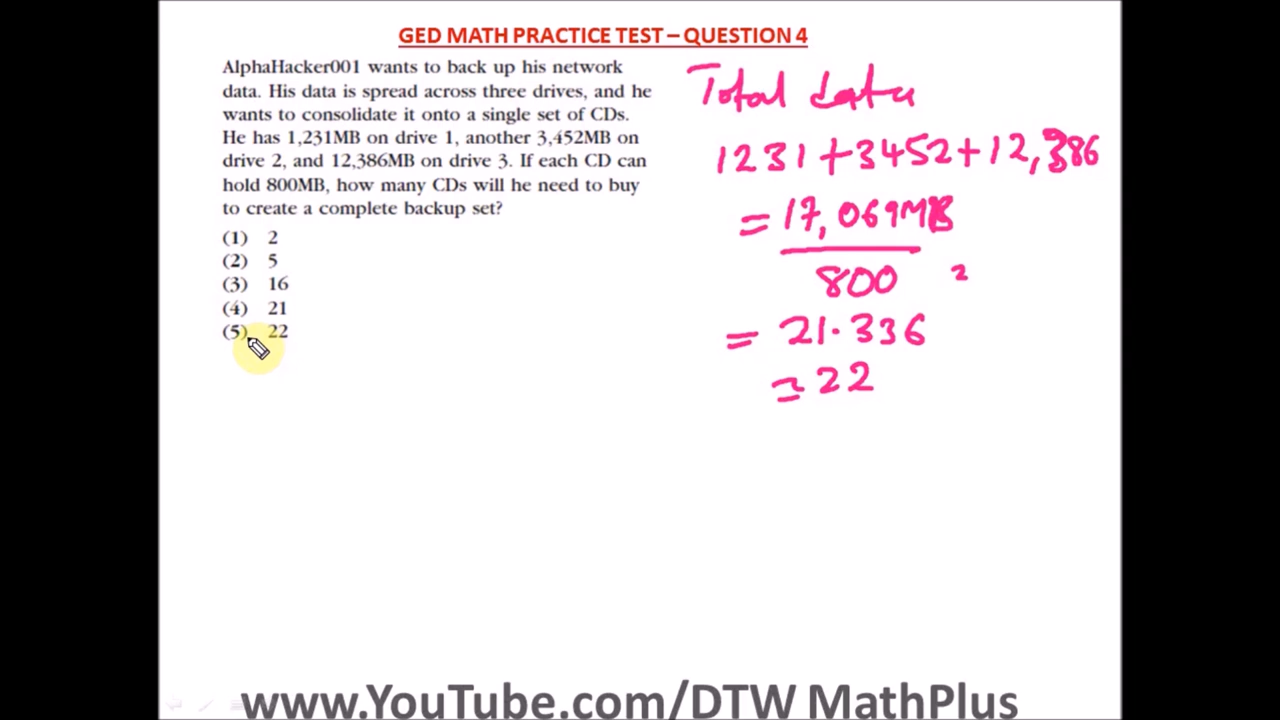 GED MATH PRACTICE TEST – QUESTION 4
AlphaHacker001 wants to back up his network
data. His data is spread across three drives, and he
wants to consolidate it onto a single set of CDs.
He has 1,231MB on drive 1, another 3,452MB on
drive 2, and 12,386MB on drive 3. If each CD can
hold 800MB, how many CDs will he need to buy
to create a complete backup set?
(1) 2
(2) 5
(3) 16
(4) 21
(5) 22
Total data
1231+3452+12,386
= 17,069MB
800 2
= 21.336
= 22
www.YouTube.com/DTW MathPlus